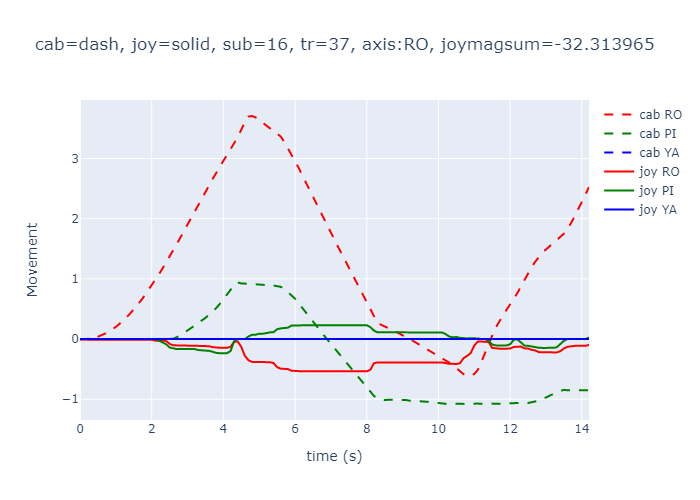 cab=dash, joy=solid, sub=16, tr=37, axis:RO, joymagsum=-32.313965
cab RO
cab PI
cab YA
joy RO
joy PI
joy YA
3
2
1
0
−1
Movement
0 2 4 6 8 10 12 14
time (s)